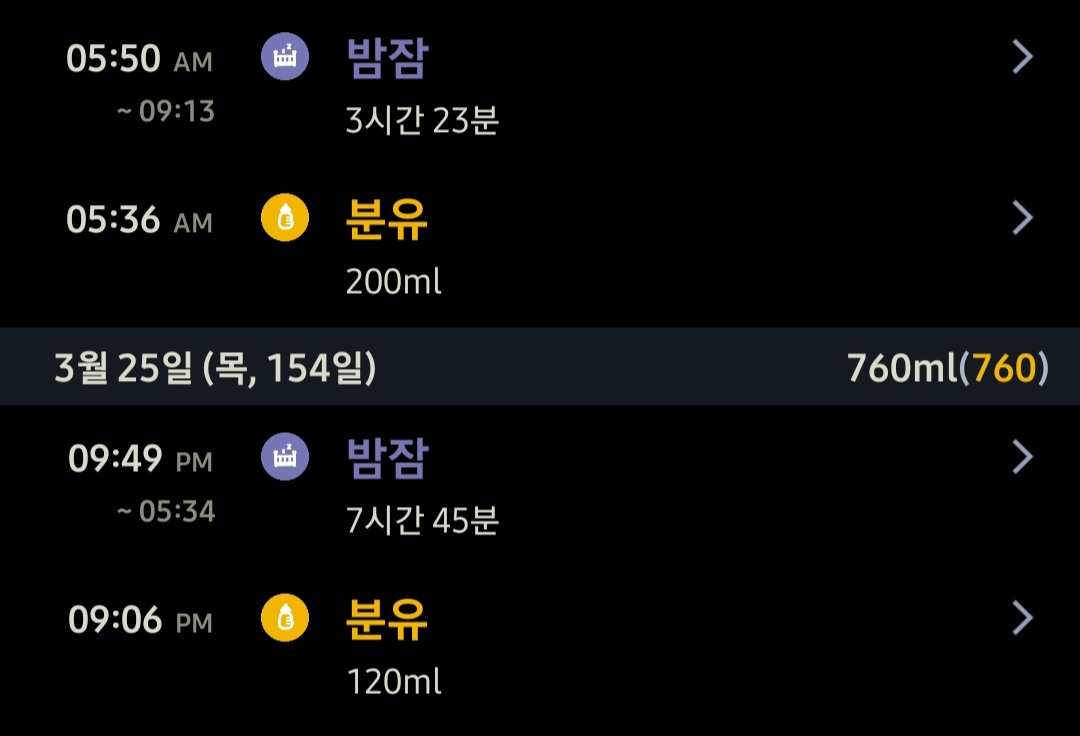 05:50 AM 밤잠
~ 09:13 3시간 23분
05:36 AM 분유
200ml
3월 25일 (목, 154일) 760ml(760)
09:49 PM 밤잠
~ 05:34 7시간 45분
09:06 PM 분유
120ml